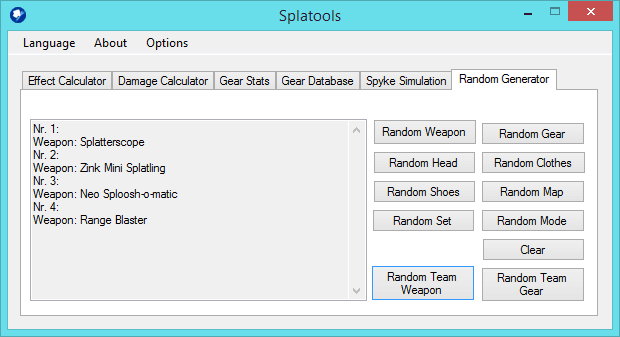 Splatools
Language About Options
Effect Calculator Damage Calculator Gear Stats Gear Database Spyke Simulation Random Generator
Nr. 1:
Weapon: Splatterscope
Nr. 2:
Weapon: Zink Mini Splatling
Nr. 3:
Weapon: Neo Sploosh-o-matic
Nr. 4:
Weapon: Range Blaster
Random Weapon Random Gear
Random Head Random Clothes
Random Shoes Random Map
Random Set Random Mode
Clear
Random Team Weapon
Random Team Gear